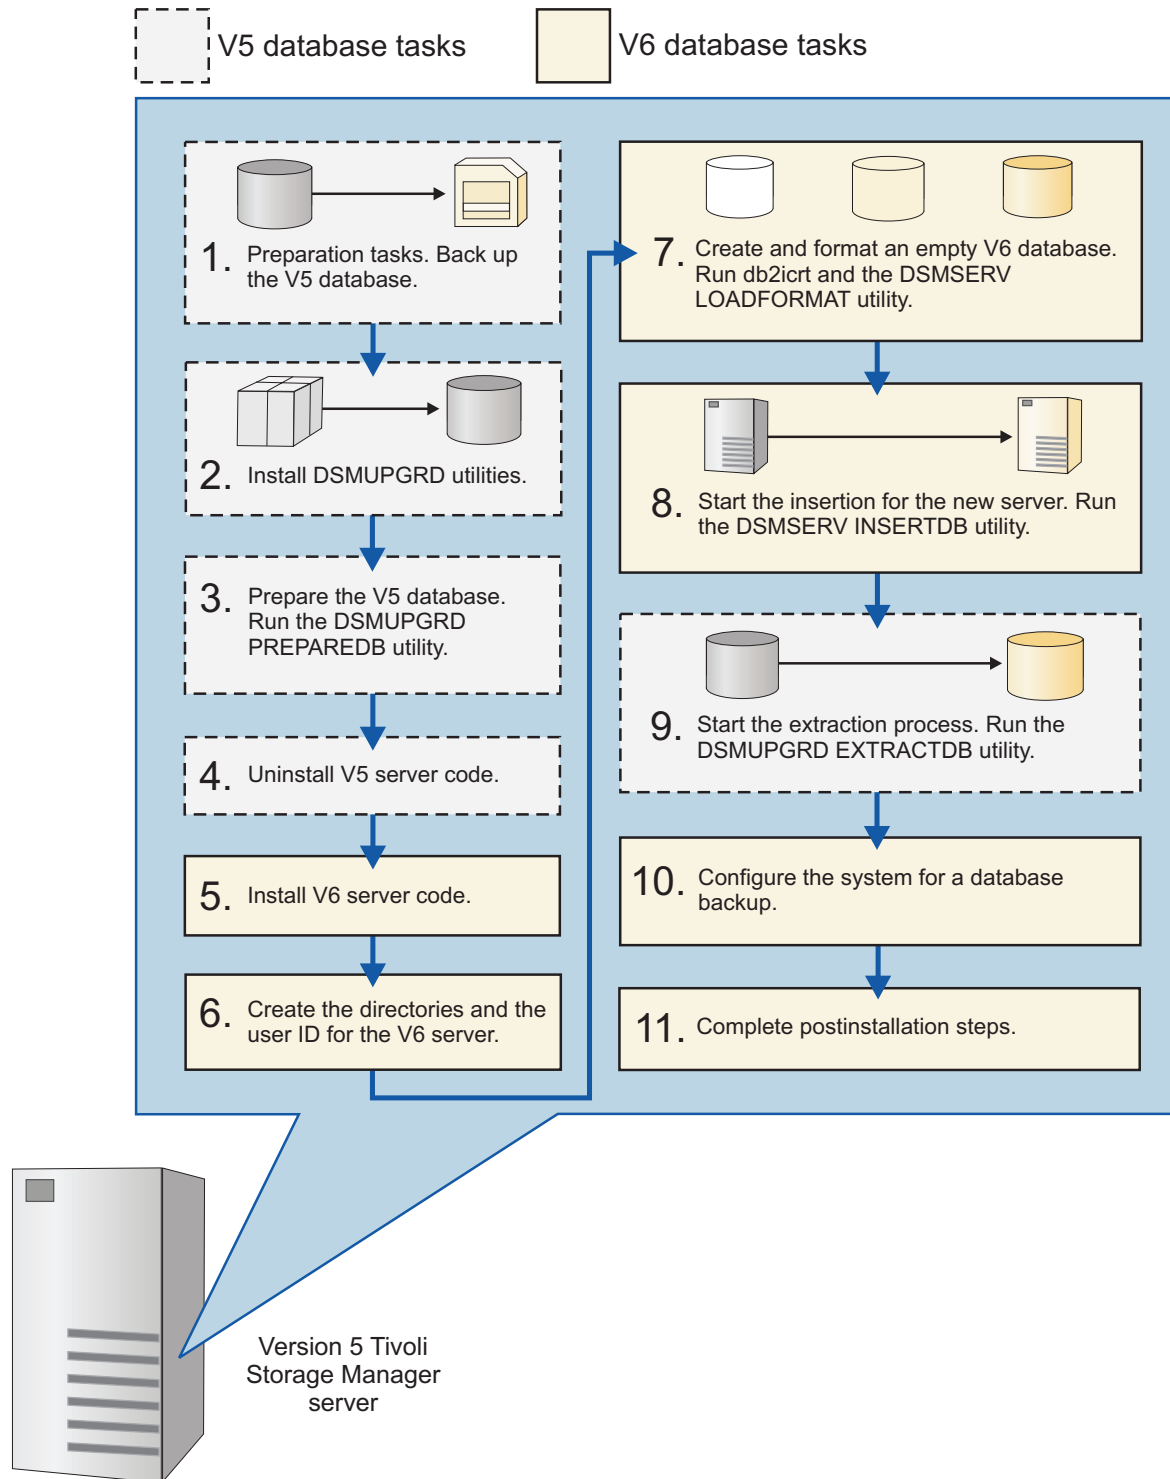 V5 database tasks
V6 database tasks
1. Preparation tasks. Back up
the V5 database.
2. Install DSMUPGRD utilities.
3. Prepare the V5 database.
Run the DSMUPGRD
PREPAREDB utility.
4. Uninstall V5 server code.
5. Install V6 server code.
6. Create the directories and the
user ID for the V6 server.
7. Create and format an empty V6 database.
Run db2icrt and the DSMSERV
LOADFORMAT utility.
8. Start the insertion for the new server. Run
the DSMSERV INSERTDB utility.
9. Start the extraction process. Run the
DSMUPGRD EXTRACTDB utility.
10. Configure the system for a database
backup.
11. Complete postinstallation steps.
Version 5 Tivoli
Storage Manager
server